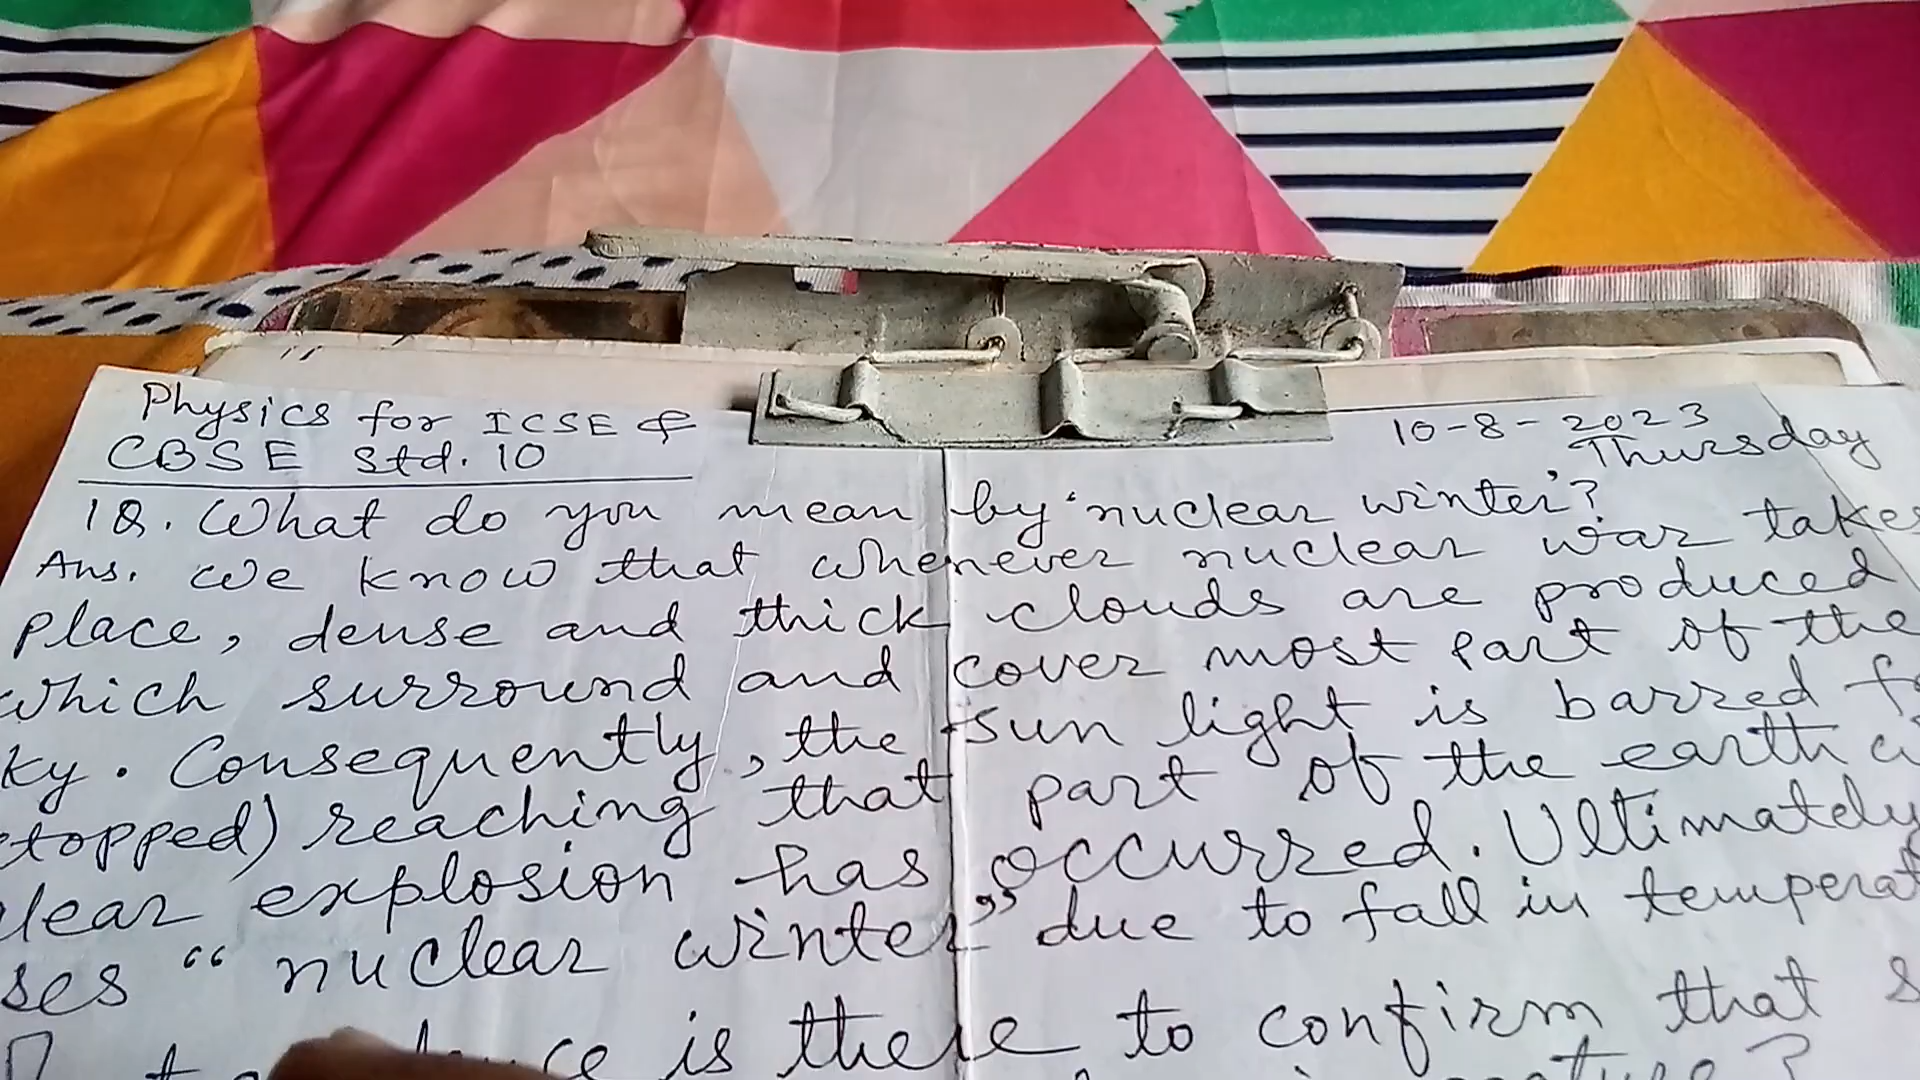 Physics for ICSE &
CBSE Std. 10
10-8-2023
Thursday
1Q. What do you mean by 'nuclear winter'?
Ans. We know that whenever nuclear war takes
place, dense and thick clouds are produced
which surround and cover most part of the
ky. Consequently, the sun light is barred
topped) reaching that part of the earth
lear explosion has occurred. Ultimately
ses "nuclear winter" due to fall in temperat
is there to confirm that